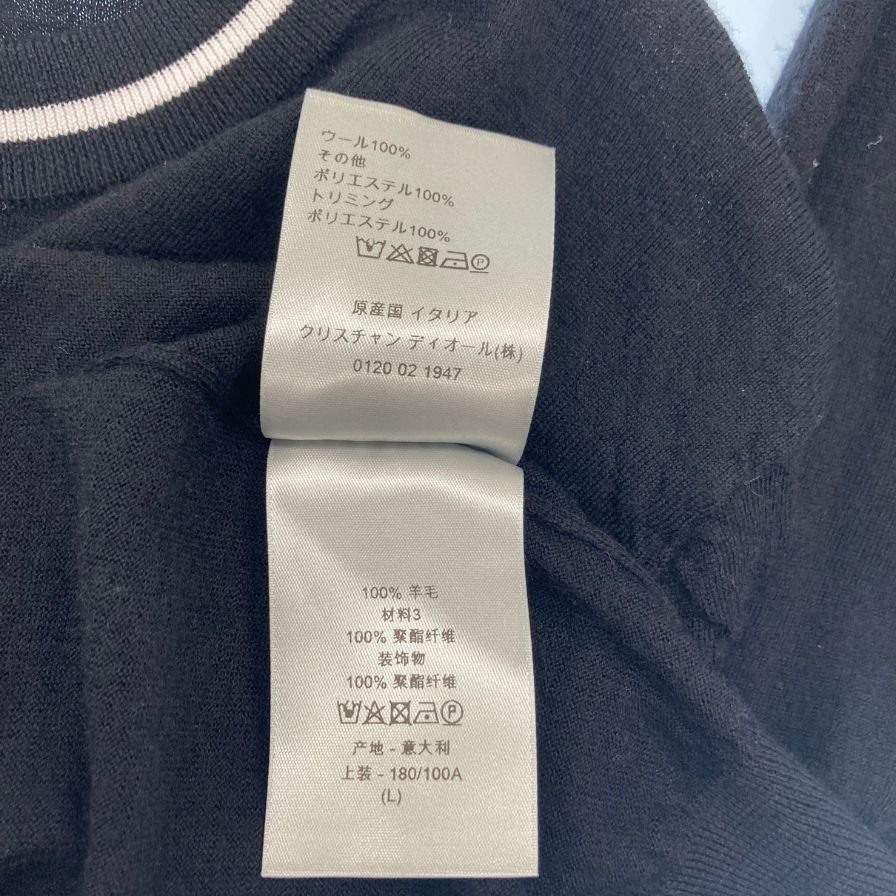 ウール100%
その他
ポリエステル100%
トリミング
ポリエステル100%
P
原産国 イタリア
クリスチャン ディオール(株)
0120 02 1947
100% 羊毛
材料3
100% 聚酯纤维
装饰物
100% 聚酯纤维
P
产地 - 意大利
上装 - 180/100A
(L)